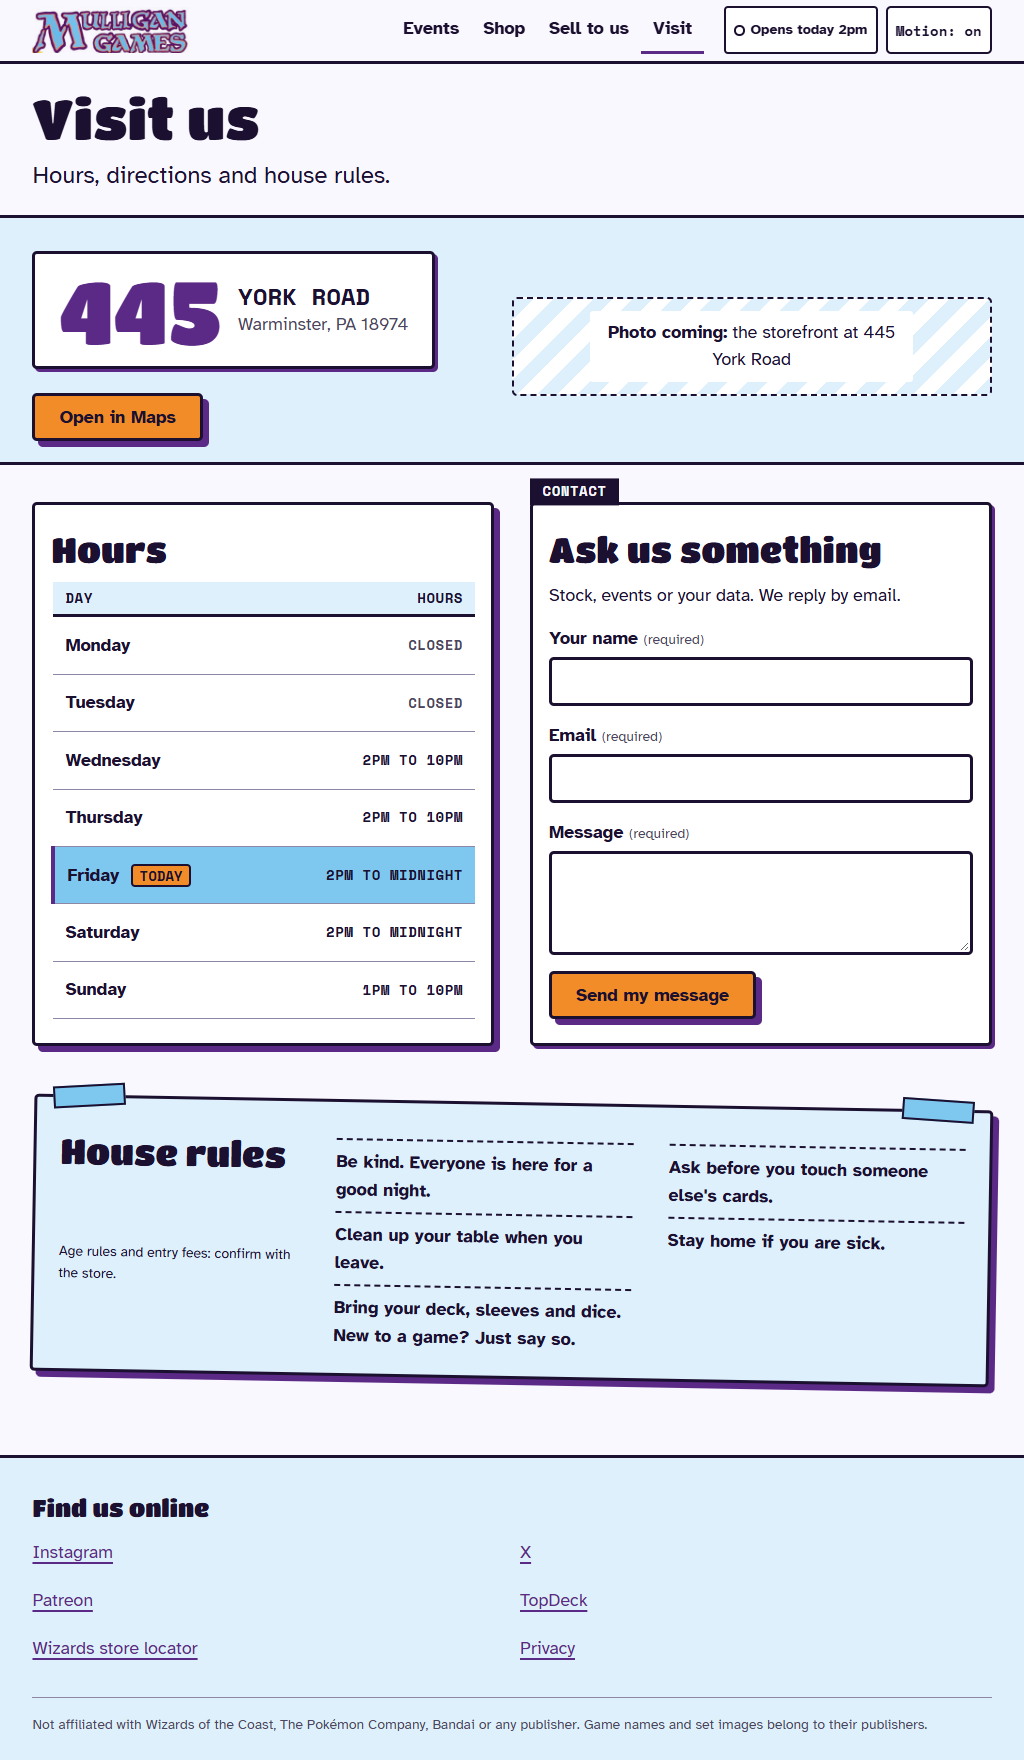 MULLIGAN
GAMES
Events Shop Sell to us Visit Opens today 2pm Motion: on
Visit us
Hours, directions and house rules.
445
YORK ROAD
Warminster, PA 18974
Photo coming: the storefront at 445
York Road
Open in Maps
Hours
DAY HOURS
Monday CLOSED
Tuesday CLOSED
Wednesday 2PM TO 10PM
Thursday 2PM TO 10PM
Friday TODAY 2PM TO MIDNIGHT
Saturday 2PM TO MIDNIGHT
Sunday 1PM TO 10PM
CONTACT
Ask us something
Stock, events or your data. We reply by email.
Your name (required)
Email (required)
Message (required)
Send my message
House rules
Age rules and entry fees: confirm with
the store.
Be kind. Everyone is here for a
good night.
Clean up your table when you
leave.
Bring your deck, sleeves and dice.
New to a game? Just say so.
Ask before you touch someone
else's cards.
Stay home if you are sick.
Find us online
Instagram
X
Patreon
TopDeck
Wizards store locator
Privacy
Not affiliated with Wizards of the Coast, The Pokémon Company, Bandai or any publisher. Game names and set images belong to their publishers.